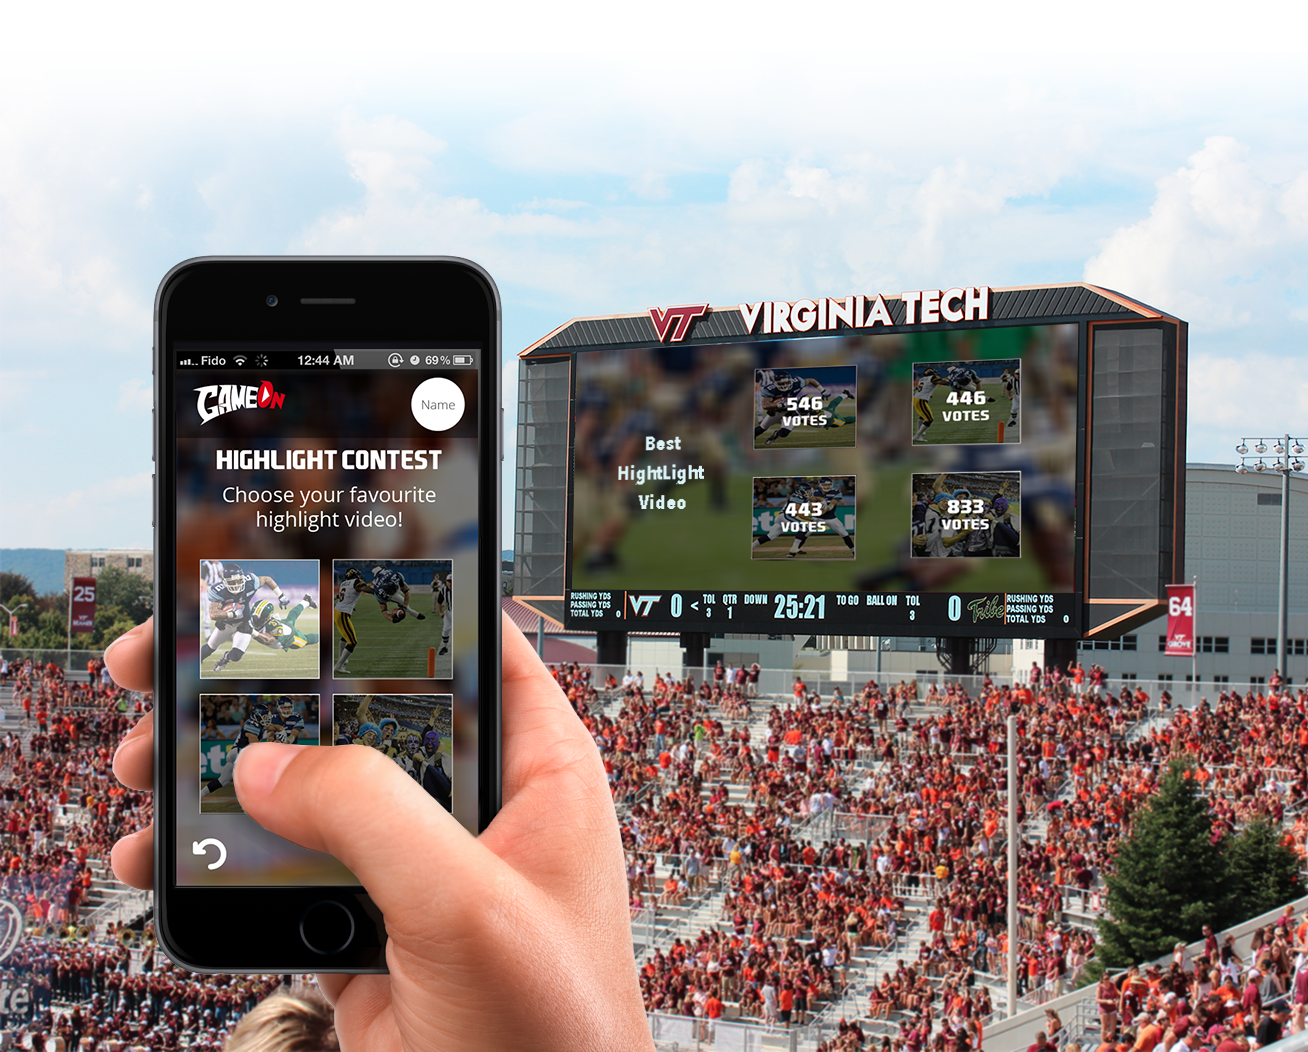 Fido
12:44 AM
69%
GAMEON
Name
HIGHLIGHT CONTEST
Choose your favourite
highlight video!
VT VIRGINIA TECH
Best
HightLight
Video
546
VOTES
446
VOTES
443
VOTES
833
VOTES
RUSHING YDS
PASSING YDS
TOTAL YDS 0
VT 0 < TOL 3 QTR 1 DOWN 25:21 TO GO BALL ON TOL 3 0 Tribe
RUSHING YDS
PASSING YDS
TOTAL YDS 0
25
64
VT
GROVE